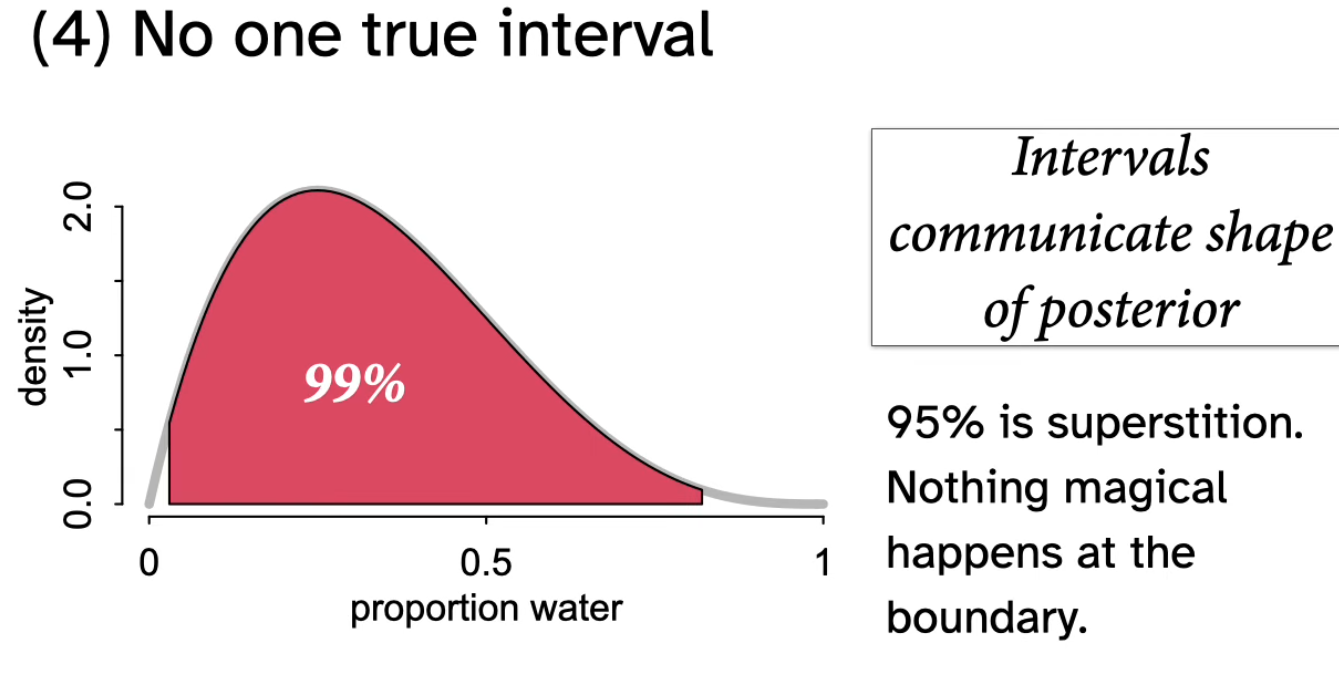 (4) No one true interval
density
0.0 1.0 2.0
99%
0 0.5 1
proportion water
Intervals
communicate shape
of posterior
95% is superstition.
Nothing magical
happens at the
boundary.